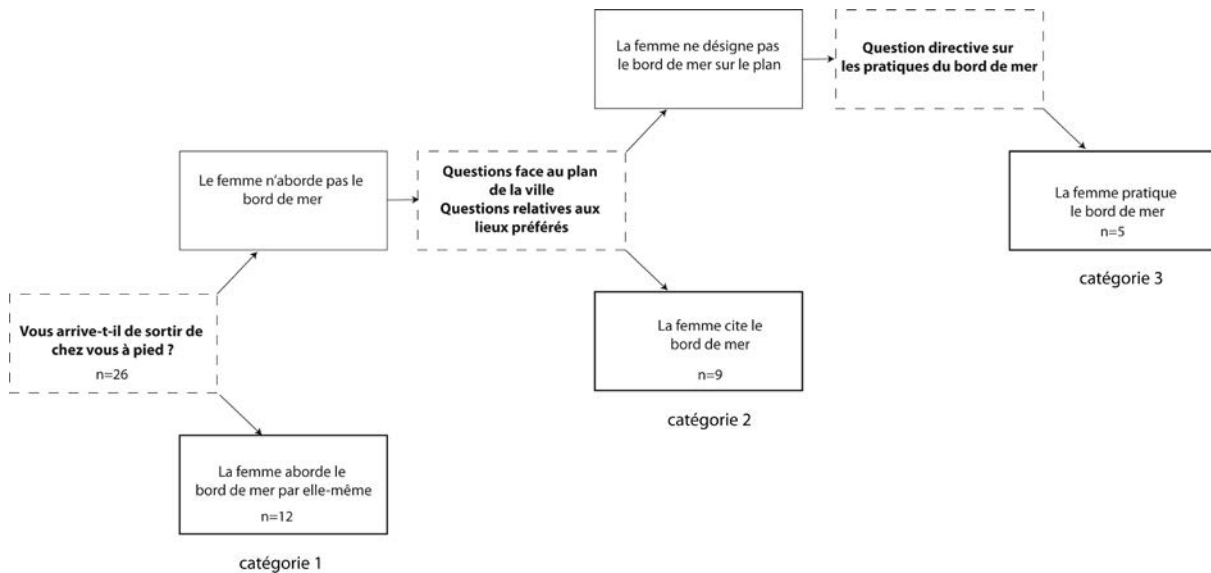 La femme ne désigne pas
le bord de mer sur le plan
Question directive sur
les pratiques du bord de mer
Le femme n'aborde pas le
bord de mer
Questions face au plan
de la ville
Questions relatives aux
lieux préférés
La femme pratique
le bord de mer
n=5
catégorie 3
Vous arrive-t-il de sortir de
chez vous à pied ?
n=26
La femme cite le
bord de mer
n=9
catégorie 2
La femme aborde le
bord de mer par elle-même
n=12
catégorie 1